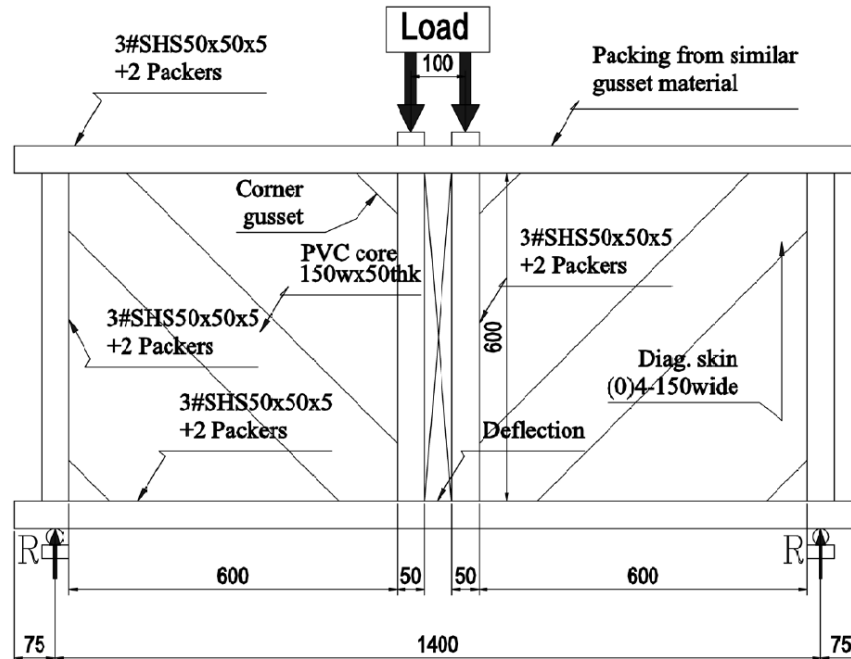 Load
100
3#SHS50x50x5
+2 Packers
Packing from similar
gusset material
Corner
gusset
PVC core
150wx50thk
3#SHS50x50x5
+2 Packers
600
3#SHS50x50x5
+2 Packers
Diag. skin
(0)4-150wide
3#SHS50x50x5
+2 Packers
Deflection
R
R
600
50
50
600
75
1400
75